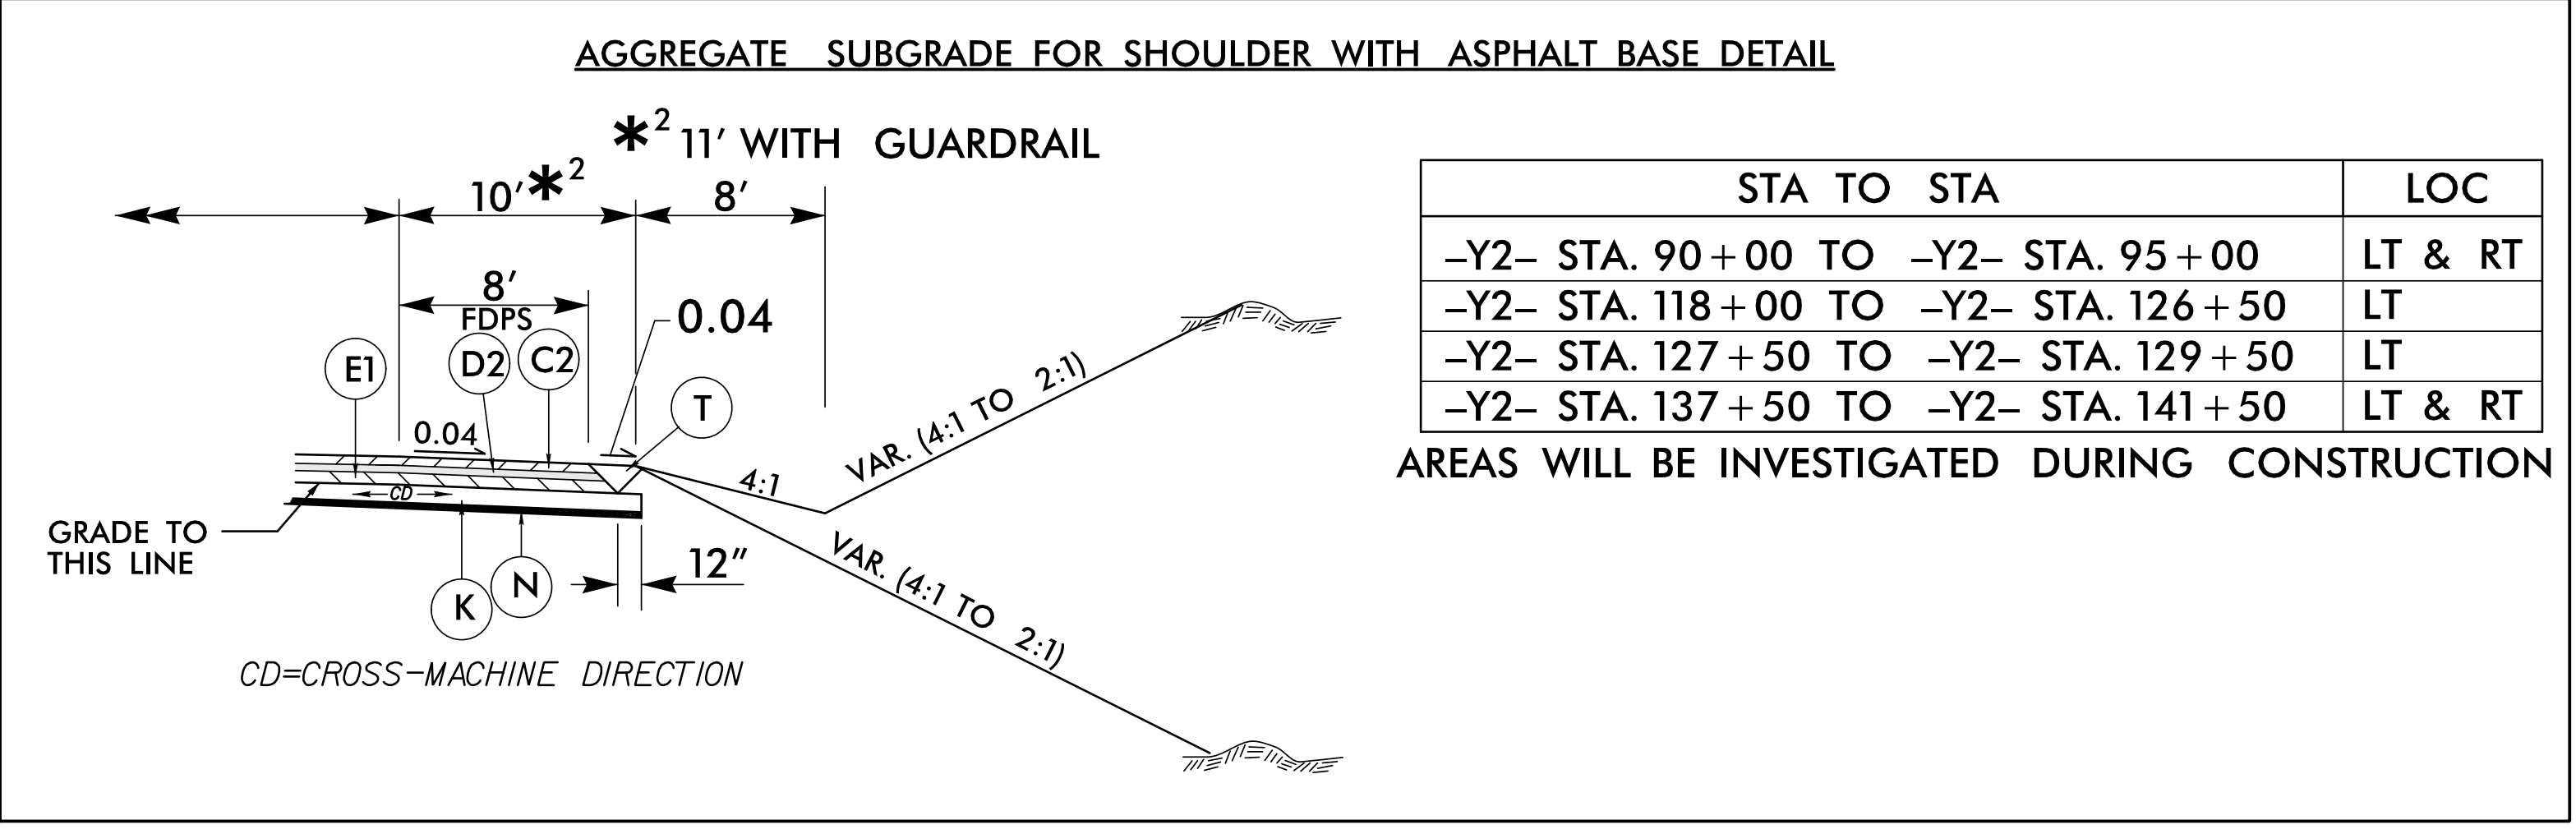 AGGREGATE SUBGRADE FOR SHOULDER WITH ASPHALT BASE DETAIL
*2 11' WITH GUARDRAIL
10'*2
8'
8'
FDPS
0.04
E1
D2
C2
T
0.04
CD
GRADE TO
THIS LINE
K
N
12"
4:1
VAR. (4:1 TO 2:1)
VAR. (4:1 TO 2:1)
CD=CROSS-MACHINE DIRECTION
STA TO STA LOC
-Y2- STA. 90+00 TO -Y2- STA. 95+00 LT & RT
-Y2- STA. 118+00 TO -Y2- STA. 126+50 LT
-Y2- STA. 127+50 TO -Y2- STA. 129+50 LT
-Y2- STA. 137+50 TO -Y2- STA. 141+50 LT & RT
AREAS WILL BE INVESTIGATED DURING CONSTRUCTION